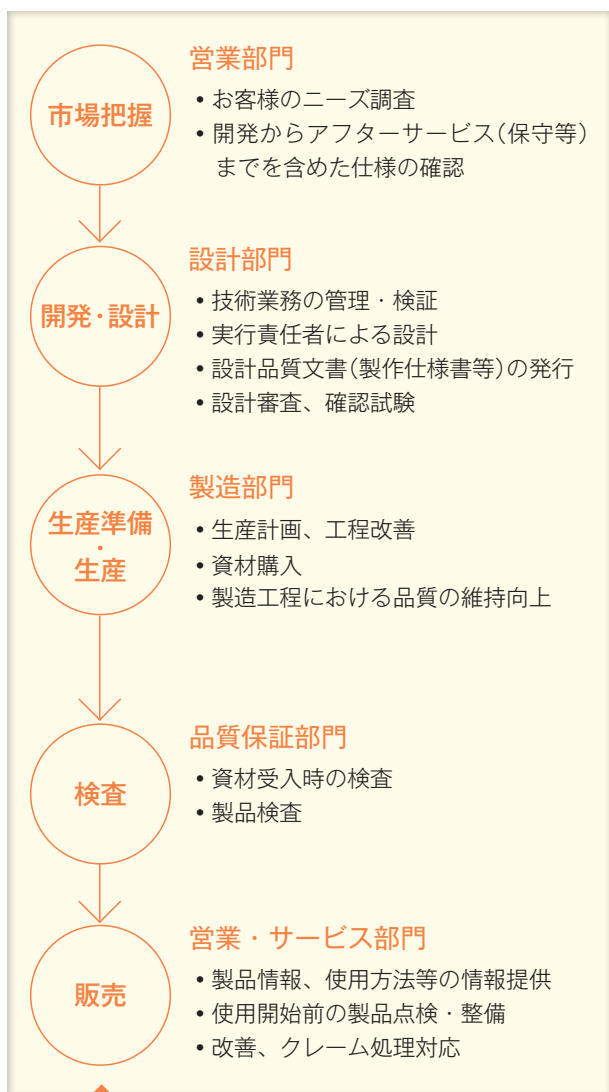 市場把握
営業部門
•お客様のニーズ調査
•開発からアフターサービス(保守等)
までを含めた仕様の確認
開発・設計
設計部門
•技術業務の管理・検証
•実行責任者による設計
•設計品質文書(製作仕様書等)の発行
•設計審査、確認試験
生産準備
・
生産
製造部門
•生産計画、工程改善
•資材購入
•製造工程における品質の維持向上
検査
品質保証部門
•資材受入時の検査
•製品検査
販売
営業・サービス部門
•製品情報、使用方法等の情報提供
•使用開始前の製品点検・整備
•改善、クレーム処理対応